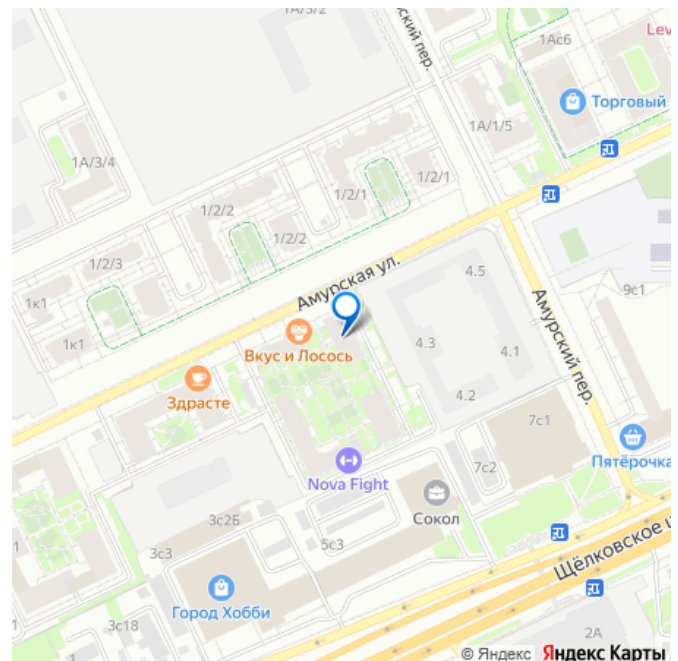 1А/3/2
1Ас6
Lev
Амурский пер.
Торговый
1А/1/5
1А/3/4
1/2/1
1/2/1
1/2/2
1/2/2
1/2/3
Амурская ул.
4.5
9с1
1к1
1к1
4.3
4.1
Амурский пер.
Вкус и Лосось
Здрасте
4.2
7с1
Пятёрочка
7с2
Nova Fight
Сокол
3с2Б
5с3
3с3
Щёлковское
Город Хобби
3с18
2А
© Яндекс Яндекс Карты